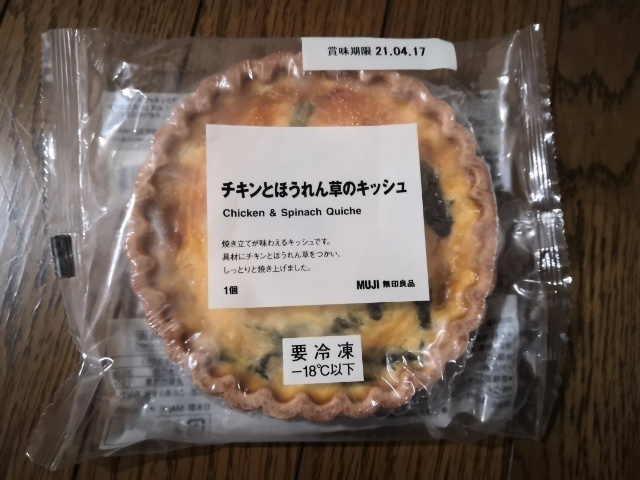 賞味期限 21.04.17
チキンとほうれん草のキッシュ
Chicken & Spinach Quiche
焼き立てが味わえるキッシュです。
具材にチキンとほうれん草をつかい、
しっとりと焼き上げました。
1個
MUJI 無印良品
要冷凍
−18℃以下